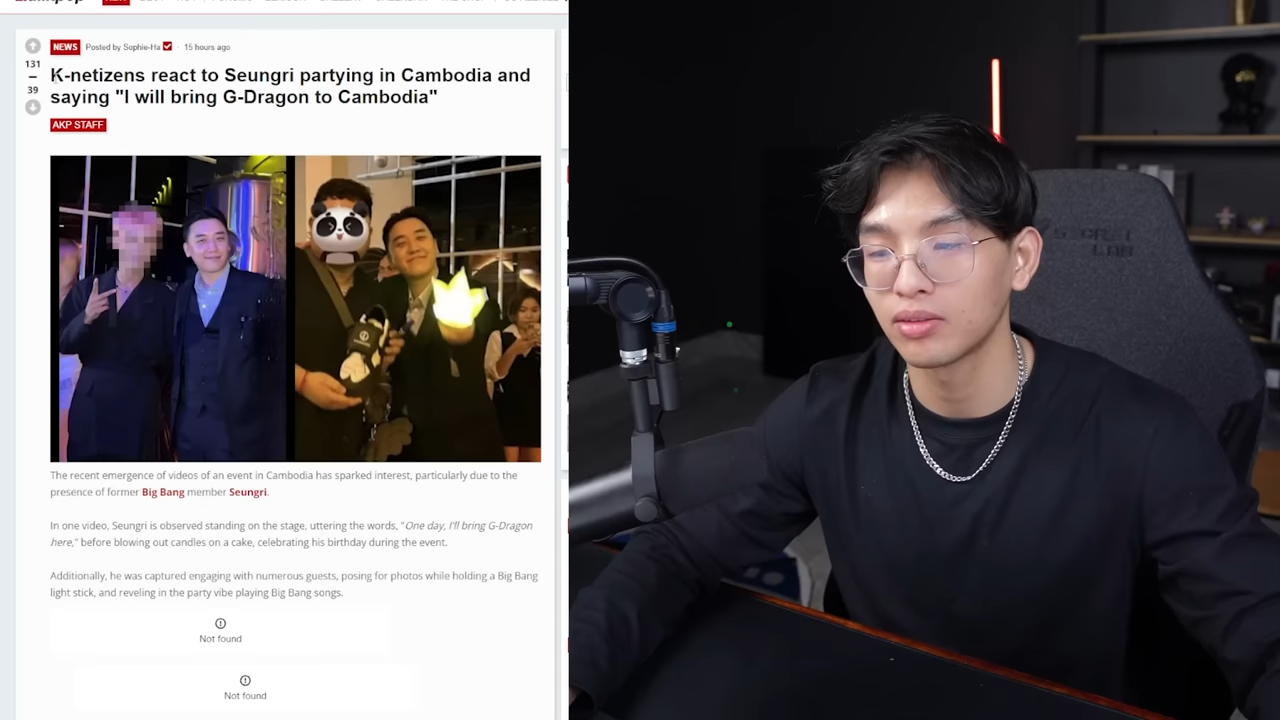 NEWS Posted by Sophie-Ha · 15 hours ago
131
39
K-netizens react to Seungri partying in Cambodia and
saying "I will bring G-Dragon to Cambodia"
AKP STAFF
The recent emergence of videos of an event in Cambodia has sparked interest, particularly due to the
presence of former Big Bang member Seungri.
In one video, Seungri is observed standing on the stage, uttering the words, "One day, I'll bring G-Dragon
here," before blowing out candles on a cake, celebrating his birthday during the event.
Additionally, he was captured engaging with numerous guests, posing for photos while holding a Big Bang
light stick, and reveling in the party vibe playing Big Bang songs.
Not found
Not found
SECRET
LAB